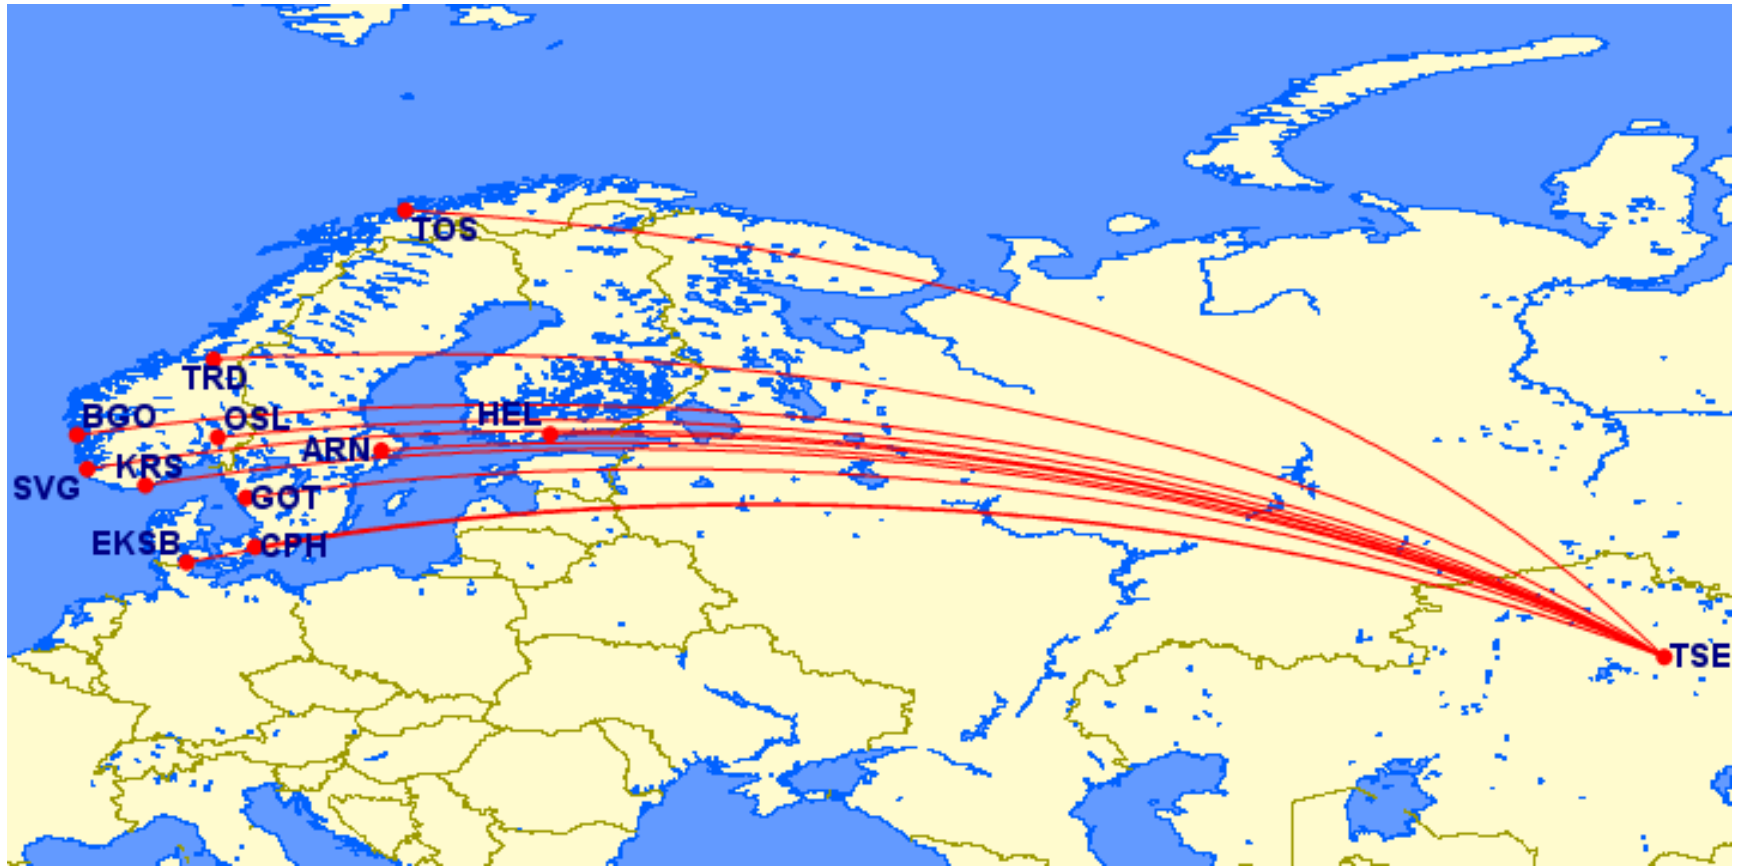 TOS
TRD
BGO
OSL
HEL
ARN
KRS
SVG
GOT
EKSB
CPH
TSE